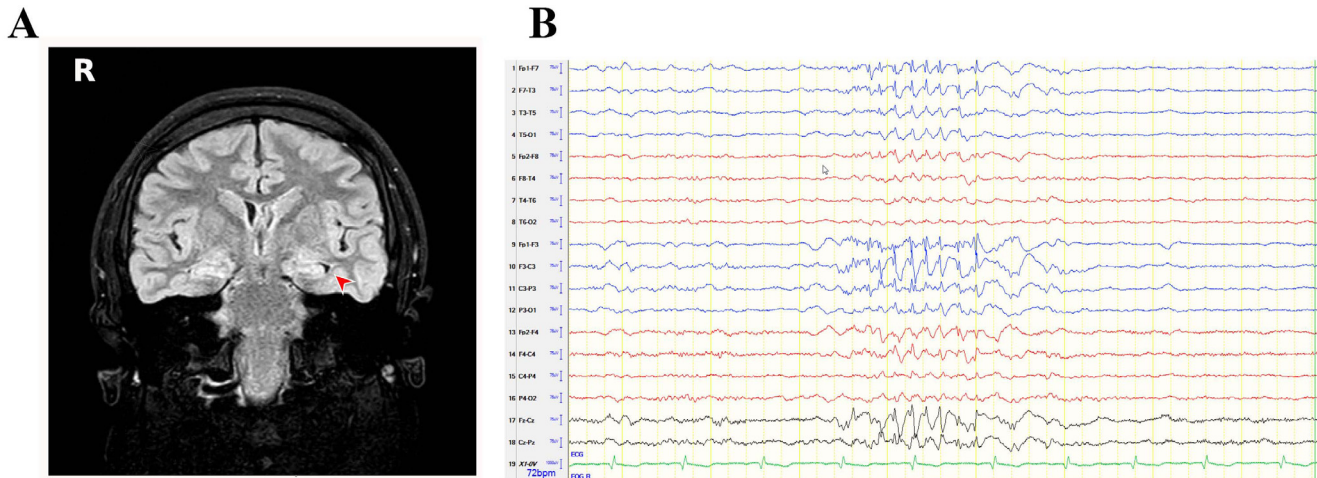 A
B
R
1 Fp1-F7
2 F7-T3
3 T3-T5
4 T5-O1
5 Fp2-F8
6 F8-T4
7 T4-T6
8 T6-O2
9 Fp1-F3
10 F3-C3
11 C3-P3
12 P3-O1
13 Fp2-F4
14 F4-C4
15 C4-P4
16 P4-O2
17 Fz-Cz
18 Cz-Pz
ECG
19 X1-0V
72bpm
EOG R